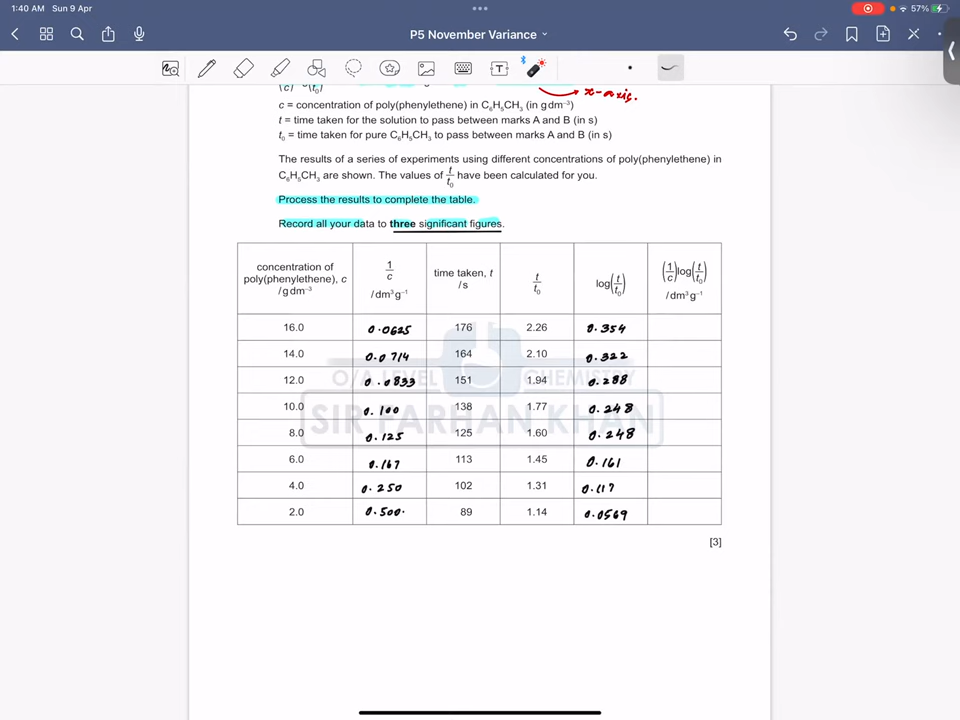 1:40 AM Sun 9 Apr
57%
P5 November Variance
(c) (t₀)
x-axis.
c = concentration of poly(phenylethene) in C₆H₅CH₃ (in g dm⁻³)
t = time taken for the solution to pass between marks A and B (in s)
t₀ = time taken for pure C₆H₅CH₃ to pass between marks A and B (in s)
The results of a series of experiments using different concentrations of poly(phenylethene) in
C₆H₅CH₃ are shown. The values of t/t₀ have been calculated for you.
Process the results to complete the table.
Record all your data to three significant figures.
concentration of poly(phenylethene), c /g dm⁻³ | 1/c /dm³ g⁻¹ | time taken, t /s | t/t₀ | log(t/t₀) | (1/c)log(t/t₀) /dm³ g⁻¹
16.0 0.0625 176 2.26 0.354
14.0 0.0714 164 2.10 0.322
12.0 0.0833 151 1.94 0.288
10.0 0.100 138 1.77 0.248
8.0 0.125 125 1.60 0.248
6.0 0.167 113 1.45 0.161
4.0 0.250 102 1.31 0.117
2.0 0.500 89 1.14 0.0569
O/A LEVEL CHEMISTRY
SIR FARHAN KHAN
[3]